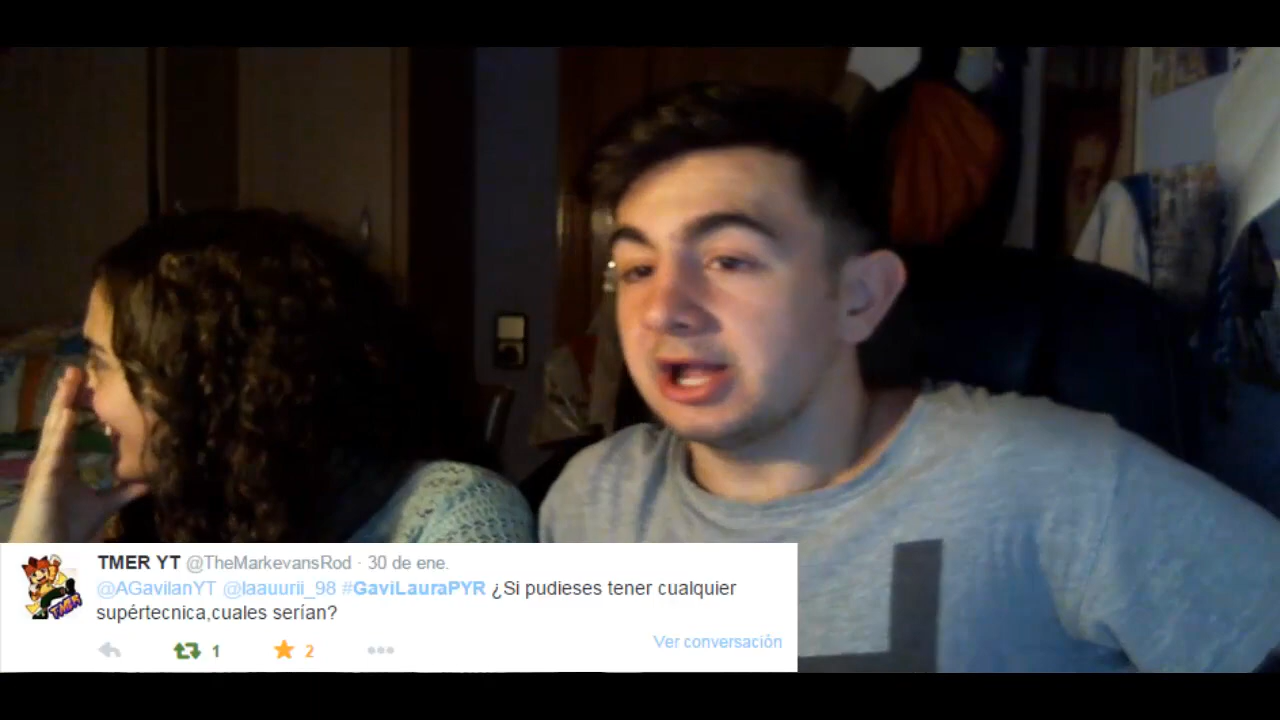 TMER YT @TheMarkevansRod · 30 de ene.
@AGavilanYT @laauurii_98 #GaviLauraPYR ¿Si pudieses tener cualquier
supértecnica,cuales serían?
1 2
Ver conversación
TMER